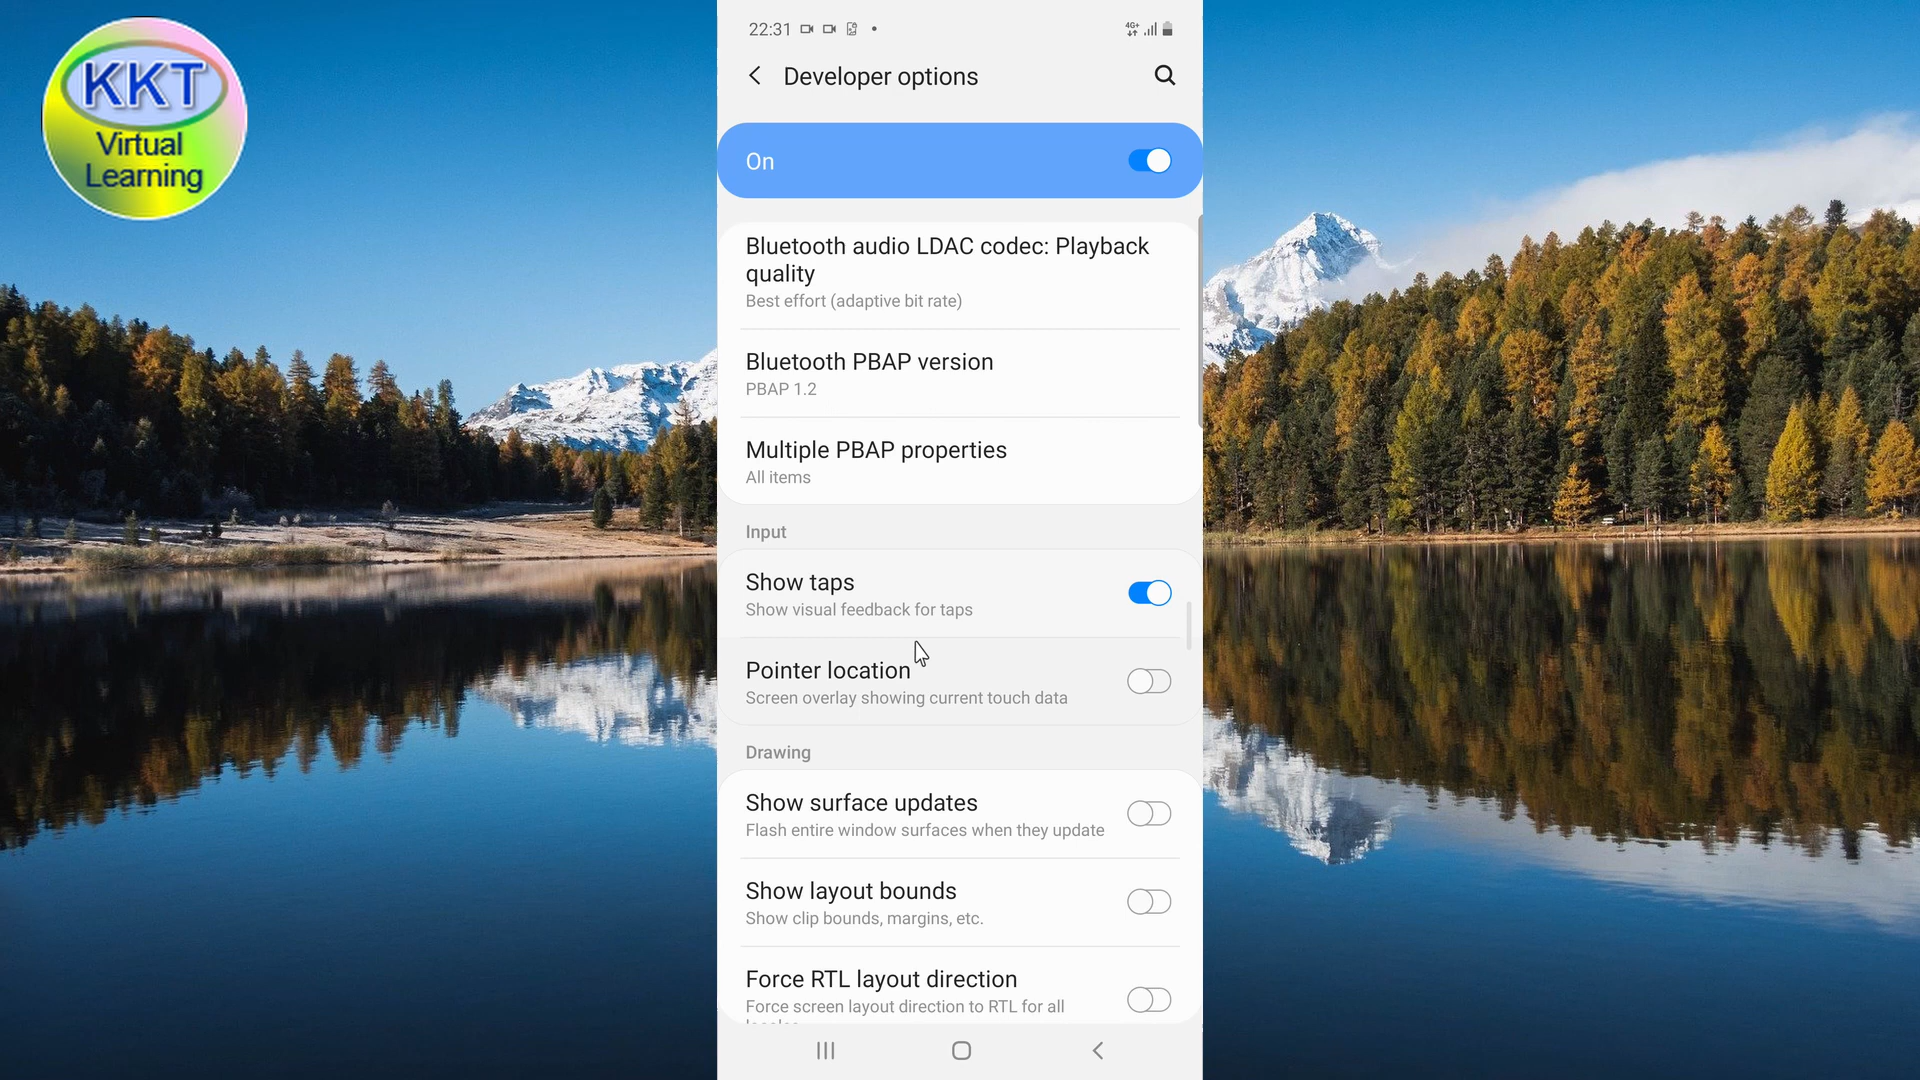 KKT
Virtual
Learning
22:31
4G+
Developer options
On
Bluetooth audio LDAC codec: Playback
quality
Best effort (adaptive bit rate)
Bluetooth PBAP version
PBAP 1.2
Multiple PBAP properties
All items
Input
Show taps
Show visual feedback for taps
Pointer location
Screen overlay showing current touch data
Drawing
Show surface updates
Flash entire window surfaces when they update
Show layout bounds
Show clip bounds, margins, etc.
Force RTL layout direction
Force screen layout direction to RTL for all